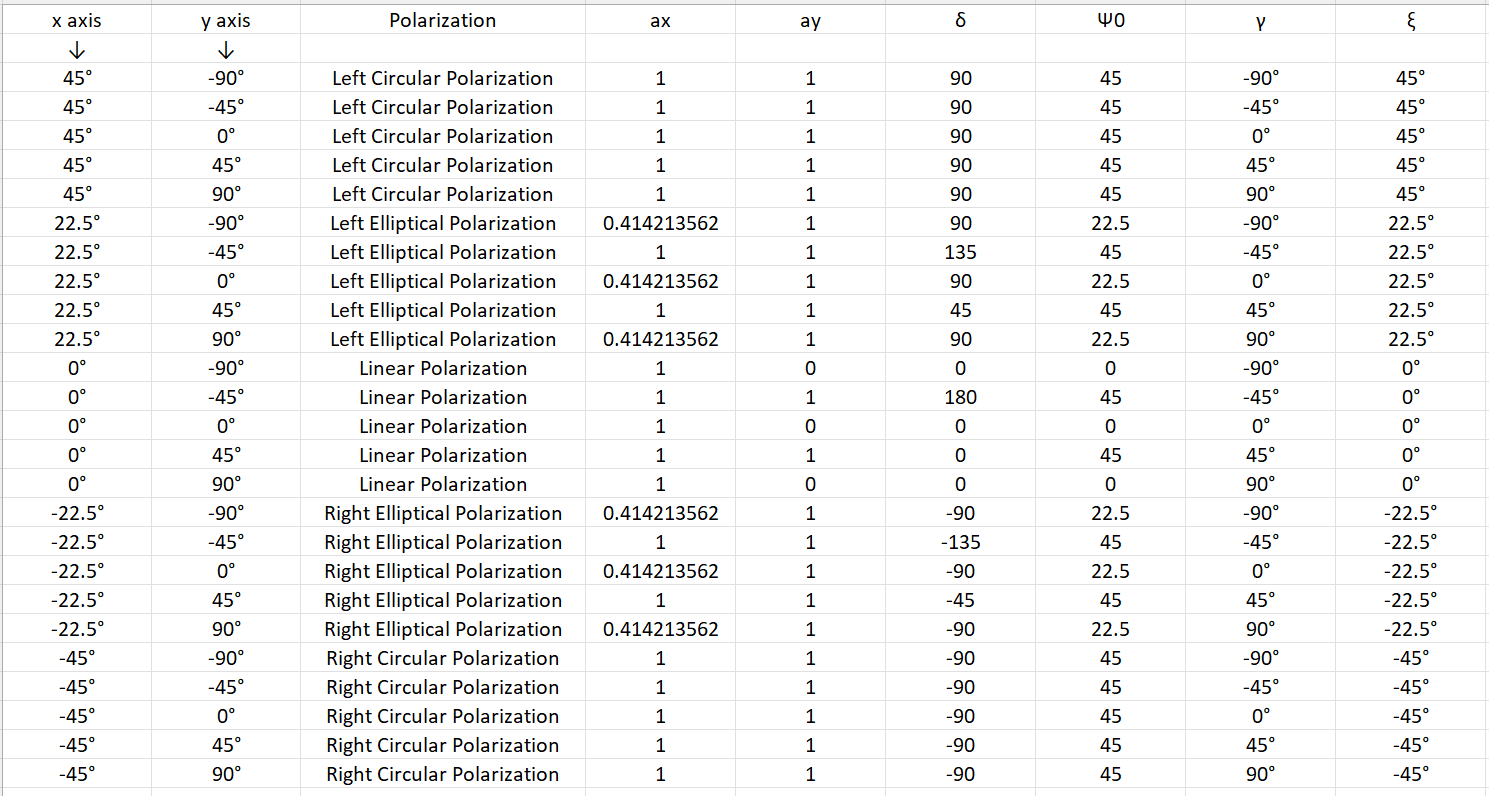 x axis y axis Polarization ax ay δ Ψ0 γ ξ
↓ ↓
45° -90° Left Circular Polarization 1 1 90 45 -90° 45°
45° -45° Left Circular Polarization 1 1 90 45 -45° 45°
45° 0° Left Circular Polarization 1 1 90 45 0° 45°
45° 45° Left Circular Polarization 1 1 90 45 45° 45°
45° 90° Left Circular Polarization 1 1 90 45 90° 45°
22.5° -90° Left Elliptical Polarization 0.414213562 1 90 22.5 -90° 22.5°
22.5° -45° Left Elliptical Polarization 1 1 135 45 -45° 22.5°
22.5° 0° Left Elliptical Polarization 0.414213562 1 90 22.5 0° 22.5°
22.5° 45° Left Elliptical Polarization 1 1 45 45 45° 22.5°
22.5° 90° Left Elliptical Polarization 0.414213562 1 90 22.5 90° 22.5°
0° -90° Linear Polarization 1 0 0 0 -90° 0°
0° -45° Linear Polarization 1 1 180 45 -45° 0°
0° 0° Linear Polarization 1 0 0 0 0° 0°
0° 45° Linear Polarization 1 1 0 45 45° 0°
0° 90° Linear Polarization 1 0 0 0 90° 0°
-22.5° -90° Right Elliptical Polarization 0.414213562 1 -90 22.5 -90° -22.5°
-22.5° -45° Right Elliptical Polarization 1 1 -135 45 -45° -22.5°
-22.5° 0° Right Elliptical Polarization 0.414213562 1 -90 22.5 0° -22.5°
-22.5° 45° Right Elliptical Polarization 1 1 -45 45 45° -22.5°
-22.5° 90° Right Elliptical Polarization 0.414213562 1 -90 22.5 90° -22.5°
-45° -90° Right Circular Polarization 1 1 -90 45 -90° -45°
-45° -45° Right Circular Polarization 1 1 -90 45 -45° -45°
-45° 0° Right Circular Polarization 1 1 -90 45 0° -45°
-45° 45° Right Circular Polarization 1 1 -90 45 45° -45°
-45° 90° Right Circular Polarization 1 1 -90 45 90° -45°